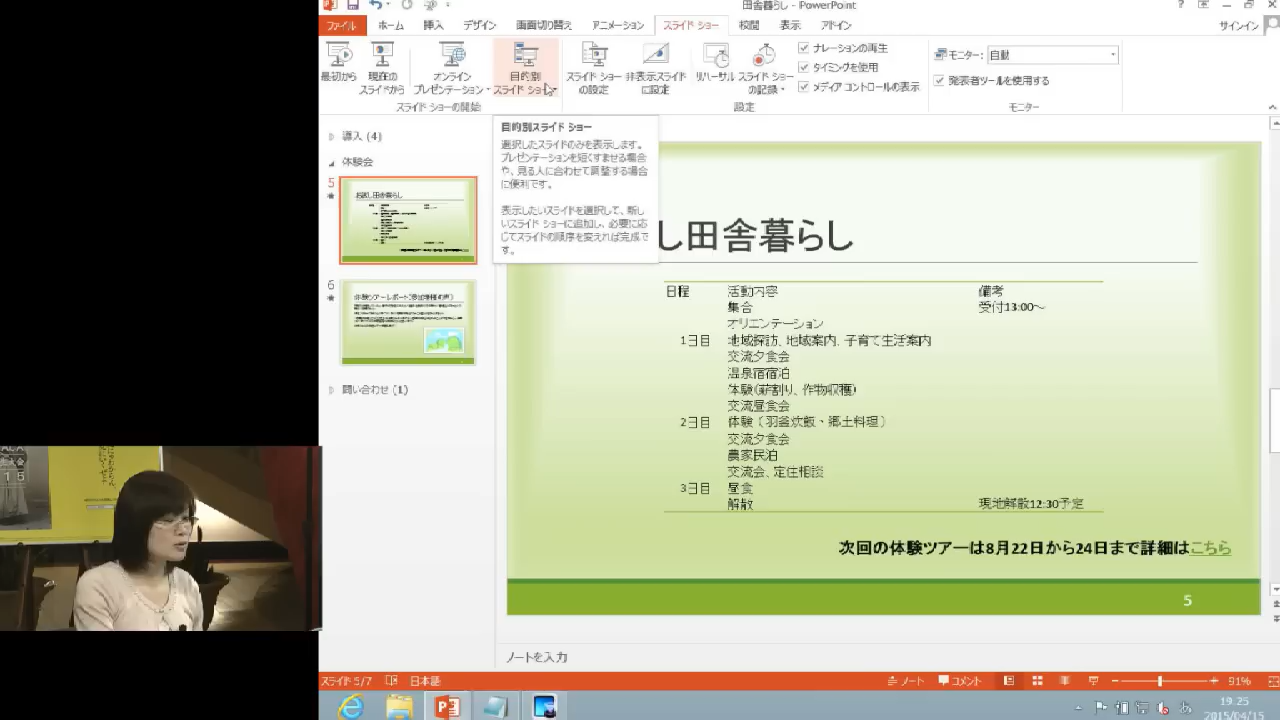 田舎暮らし - PowerPoint
ファイル ホーム 挿入 デザイン 画面切り替え アニメーション スライド ショー 校閲 表示 アドイン サインイン
最初から 現在のスライドから オンライン プレゼンテーション 目的別 スライド ショー スライド ショーの設定 非表示スライドに設定 リハーサル スライド ショーの記録
ナレーションの再生
タイミングを使用
メディア コントロールの表示
モニター: 自動
発表者ツールを使用する
スライド ショーの開始 設定 モニター
目的別スライド ショー
選択したスライドのみを表示します。
プレゼンテーションを短くすませる場合
や、見る人に合わせて調整する場合
に便利です。
表示したいスライドを選択して、新し
いスライド ショーに追加し、必要に応
じてスライドの順序を変えれば完成で
す。
導入 (4)
体験会
5
お試し田舎暮らし
6
問い合わせ (1)
し田舎暮らし
日程 活動内容 備考
集合 受付13:00～
オリエンテーション
1日目 地域探訪、地域案内、子育て生活案内
交流夕食会
温泉宿宿泊
体験(薪割り、作物収穫)
交流昼食会
2日目 体験（羽釜炊飯・郷土料理）
交流夕食会
農家民泊
交流会、定住相談
3日目 昼食
解散 現地解散12:30予定
次回の体験ツアーは8月22日から24日まで詳細はこちら
5
ノートを入力
スライド 5/7 日本語 ノート コメント 91%
19:25
2015/04/15